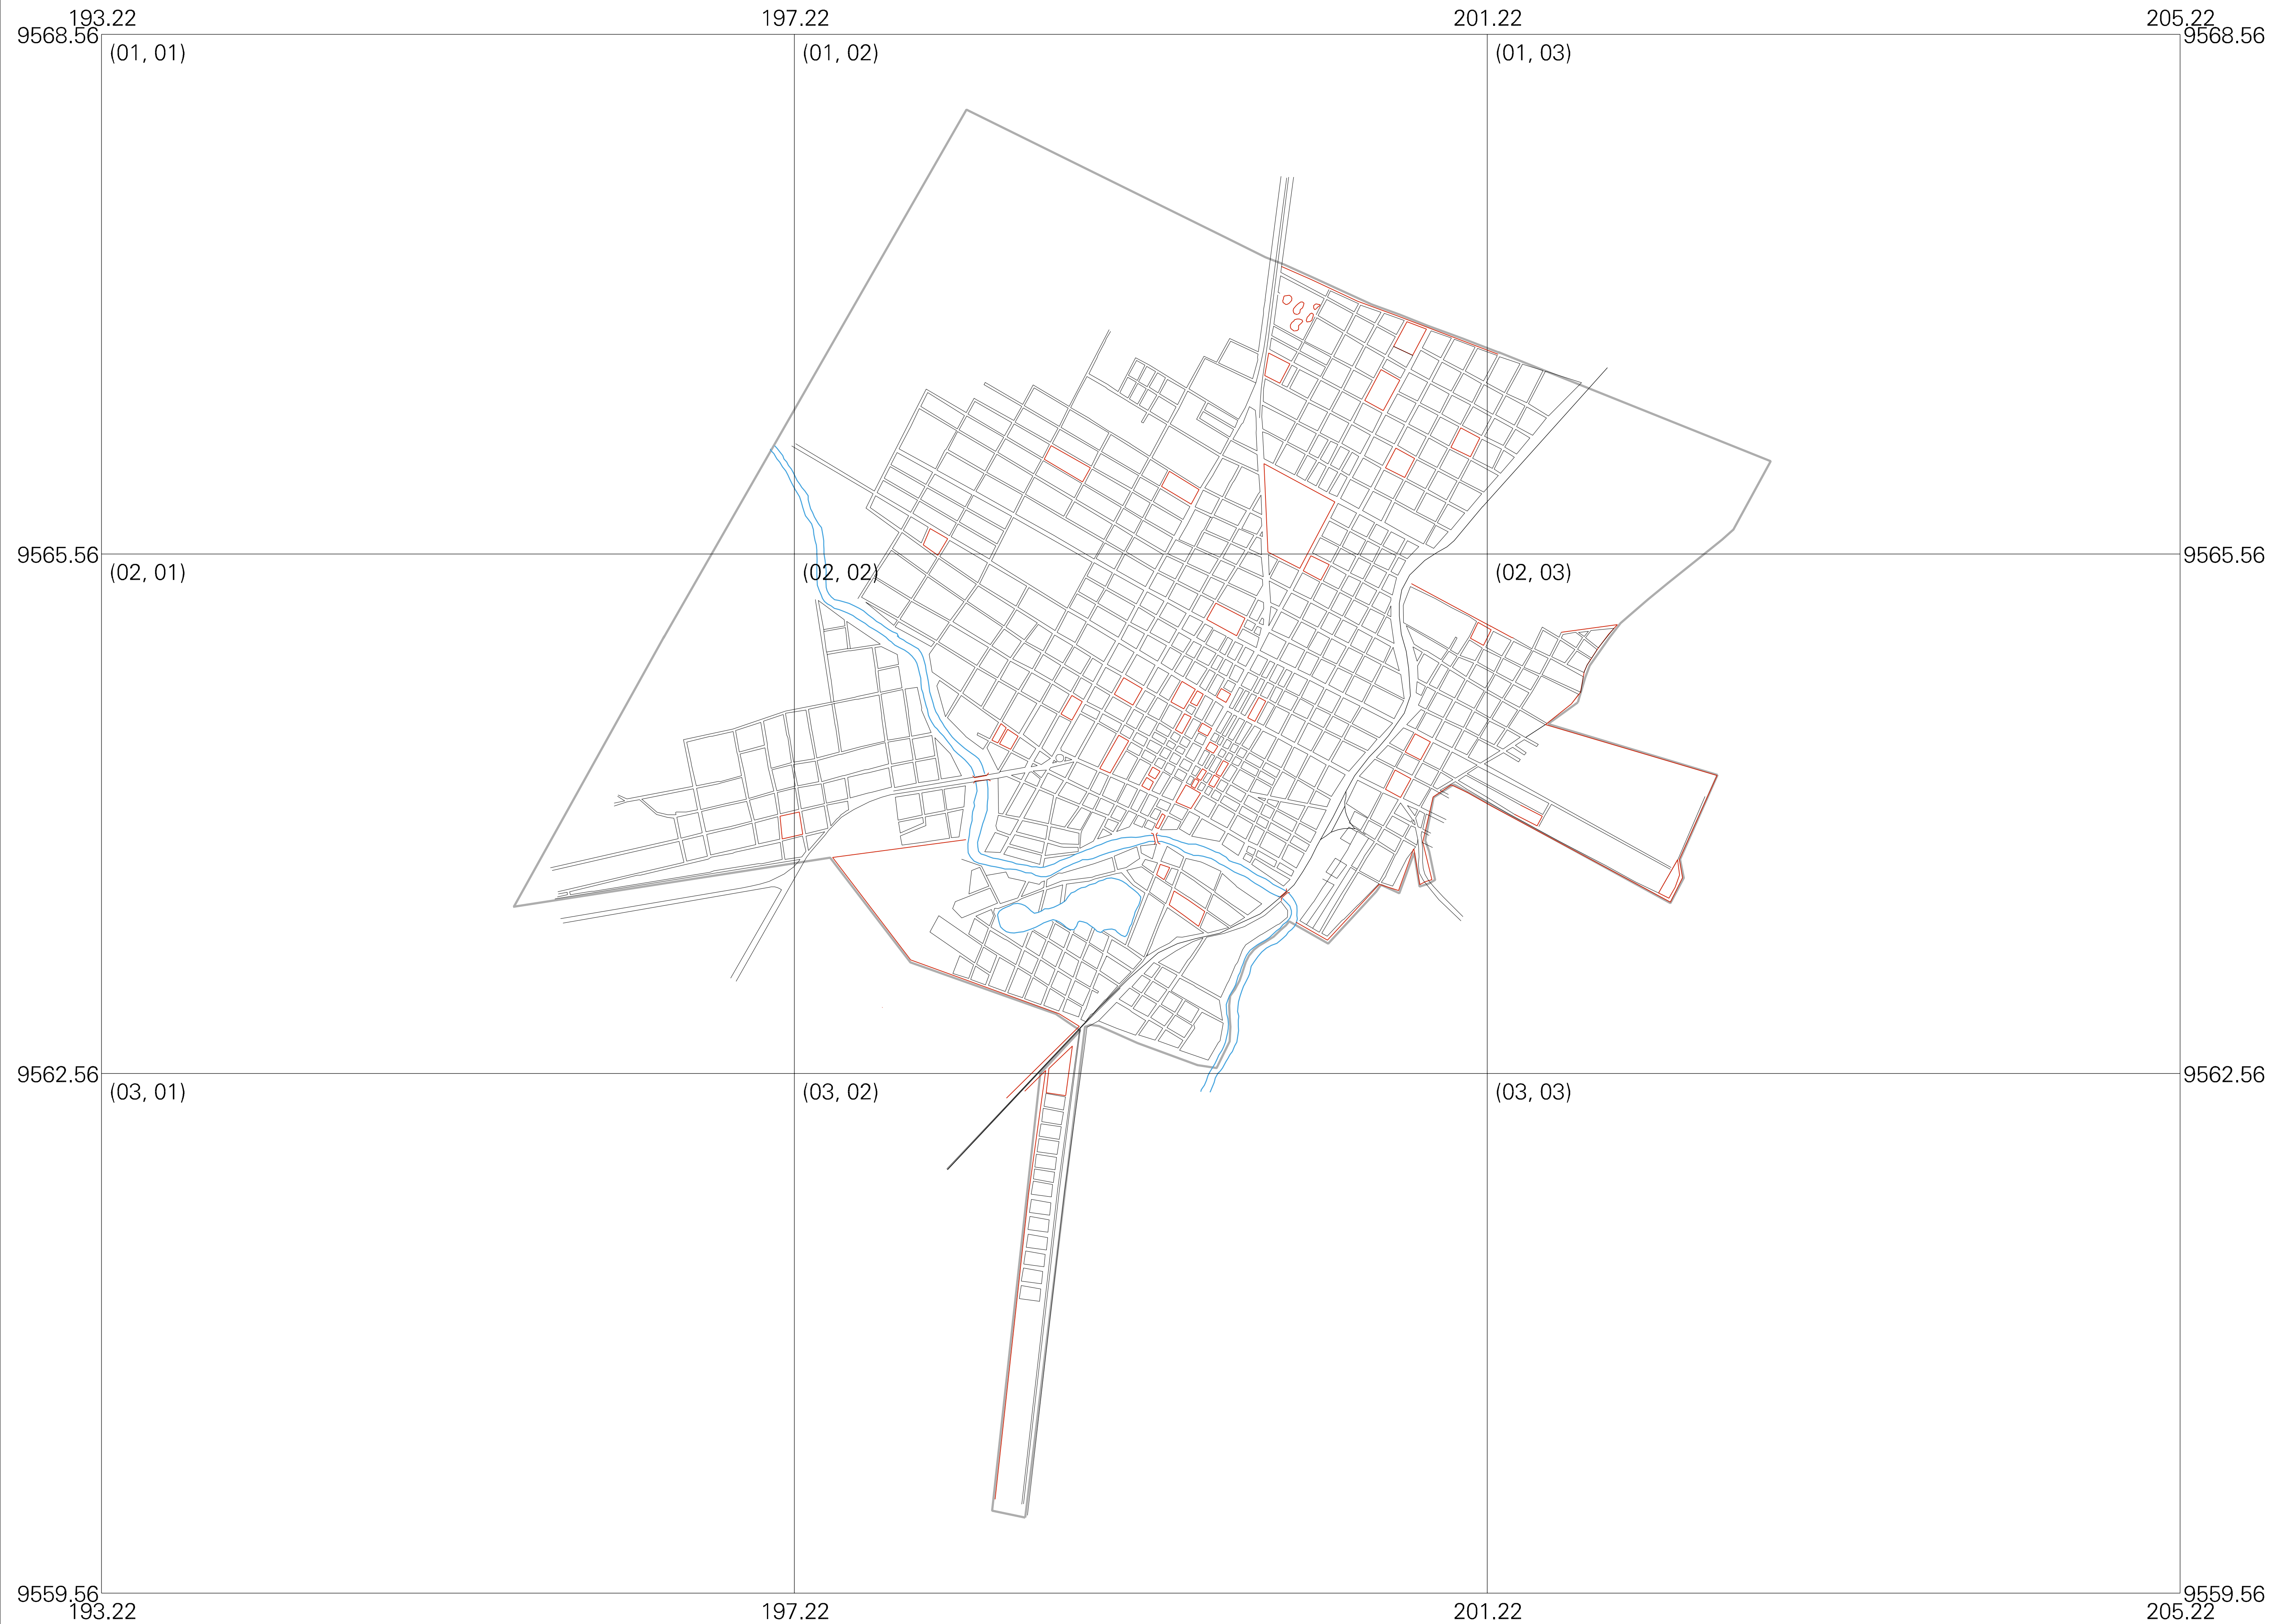 193.22 197.22 201.22 205.22
9568.56 9568.56
(01, 01) (01, 02) (01, 03)
9565.56 9565.56
(02, 01) (02, 02) (02, 03)
9562.56 9562.56
(03, 01) (03, 02) (03, 03)
9559.56 9559.56
193.22 197.22 201.22 205.22